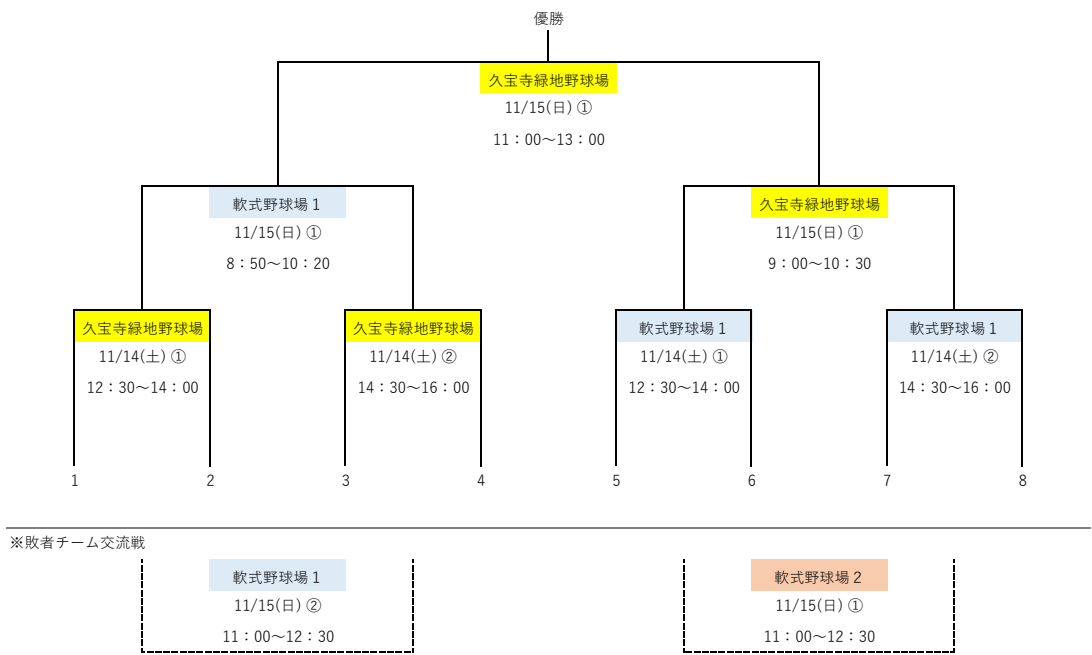 優勝
久宝寺緑地野球場
11/15(日) ①
11：00～13：00
軟式野球場１
11/15(日) ①
8：50～10：20
久宝寺緑地野球場
11/15(日) ①
9：00～10：30
久宝寺緑地野球場
11/14(土) ①
12：30～14：00
久宝寺緑地野球場
11/14(土) ②
14：30～16：00
軟式野球場１
11/14(土) ①
12：30～14：00
軟式野球場１
11/14(土) ②
14：30～16：00
1 2 3 4 5 6 7 8
※敗者チーム交流戦
軟式野球場１
11/15(日) ②
11：00～12：30
軟式野球場２
11/15(日) ①
11：00～12：30